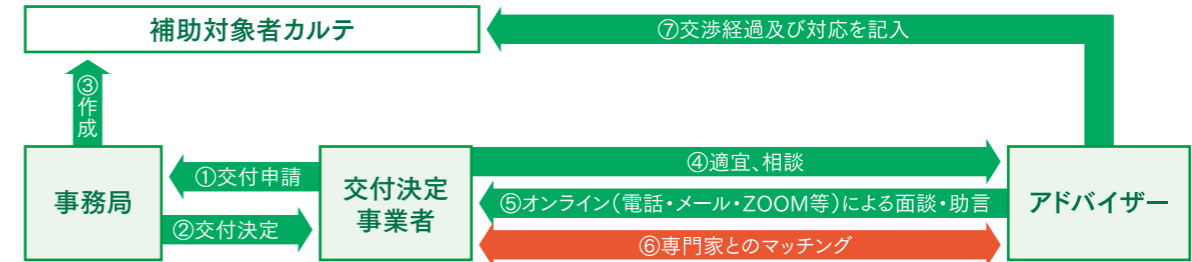 補助対象者カルテ
⑦交渉経過及び対応を記入
③作成
事務局
①交付申請
②交付決定
交付決定
事業者
④適宜、相談
⑤オンライン（電話・メール・ZOOM等）による面談・助言
⑥専門家とのマッチング
アドバイザー